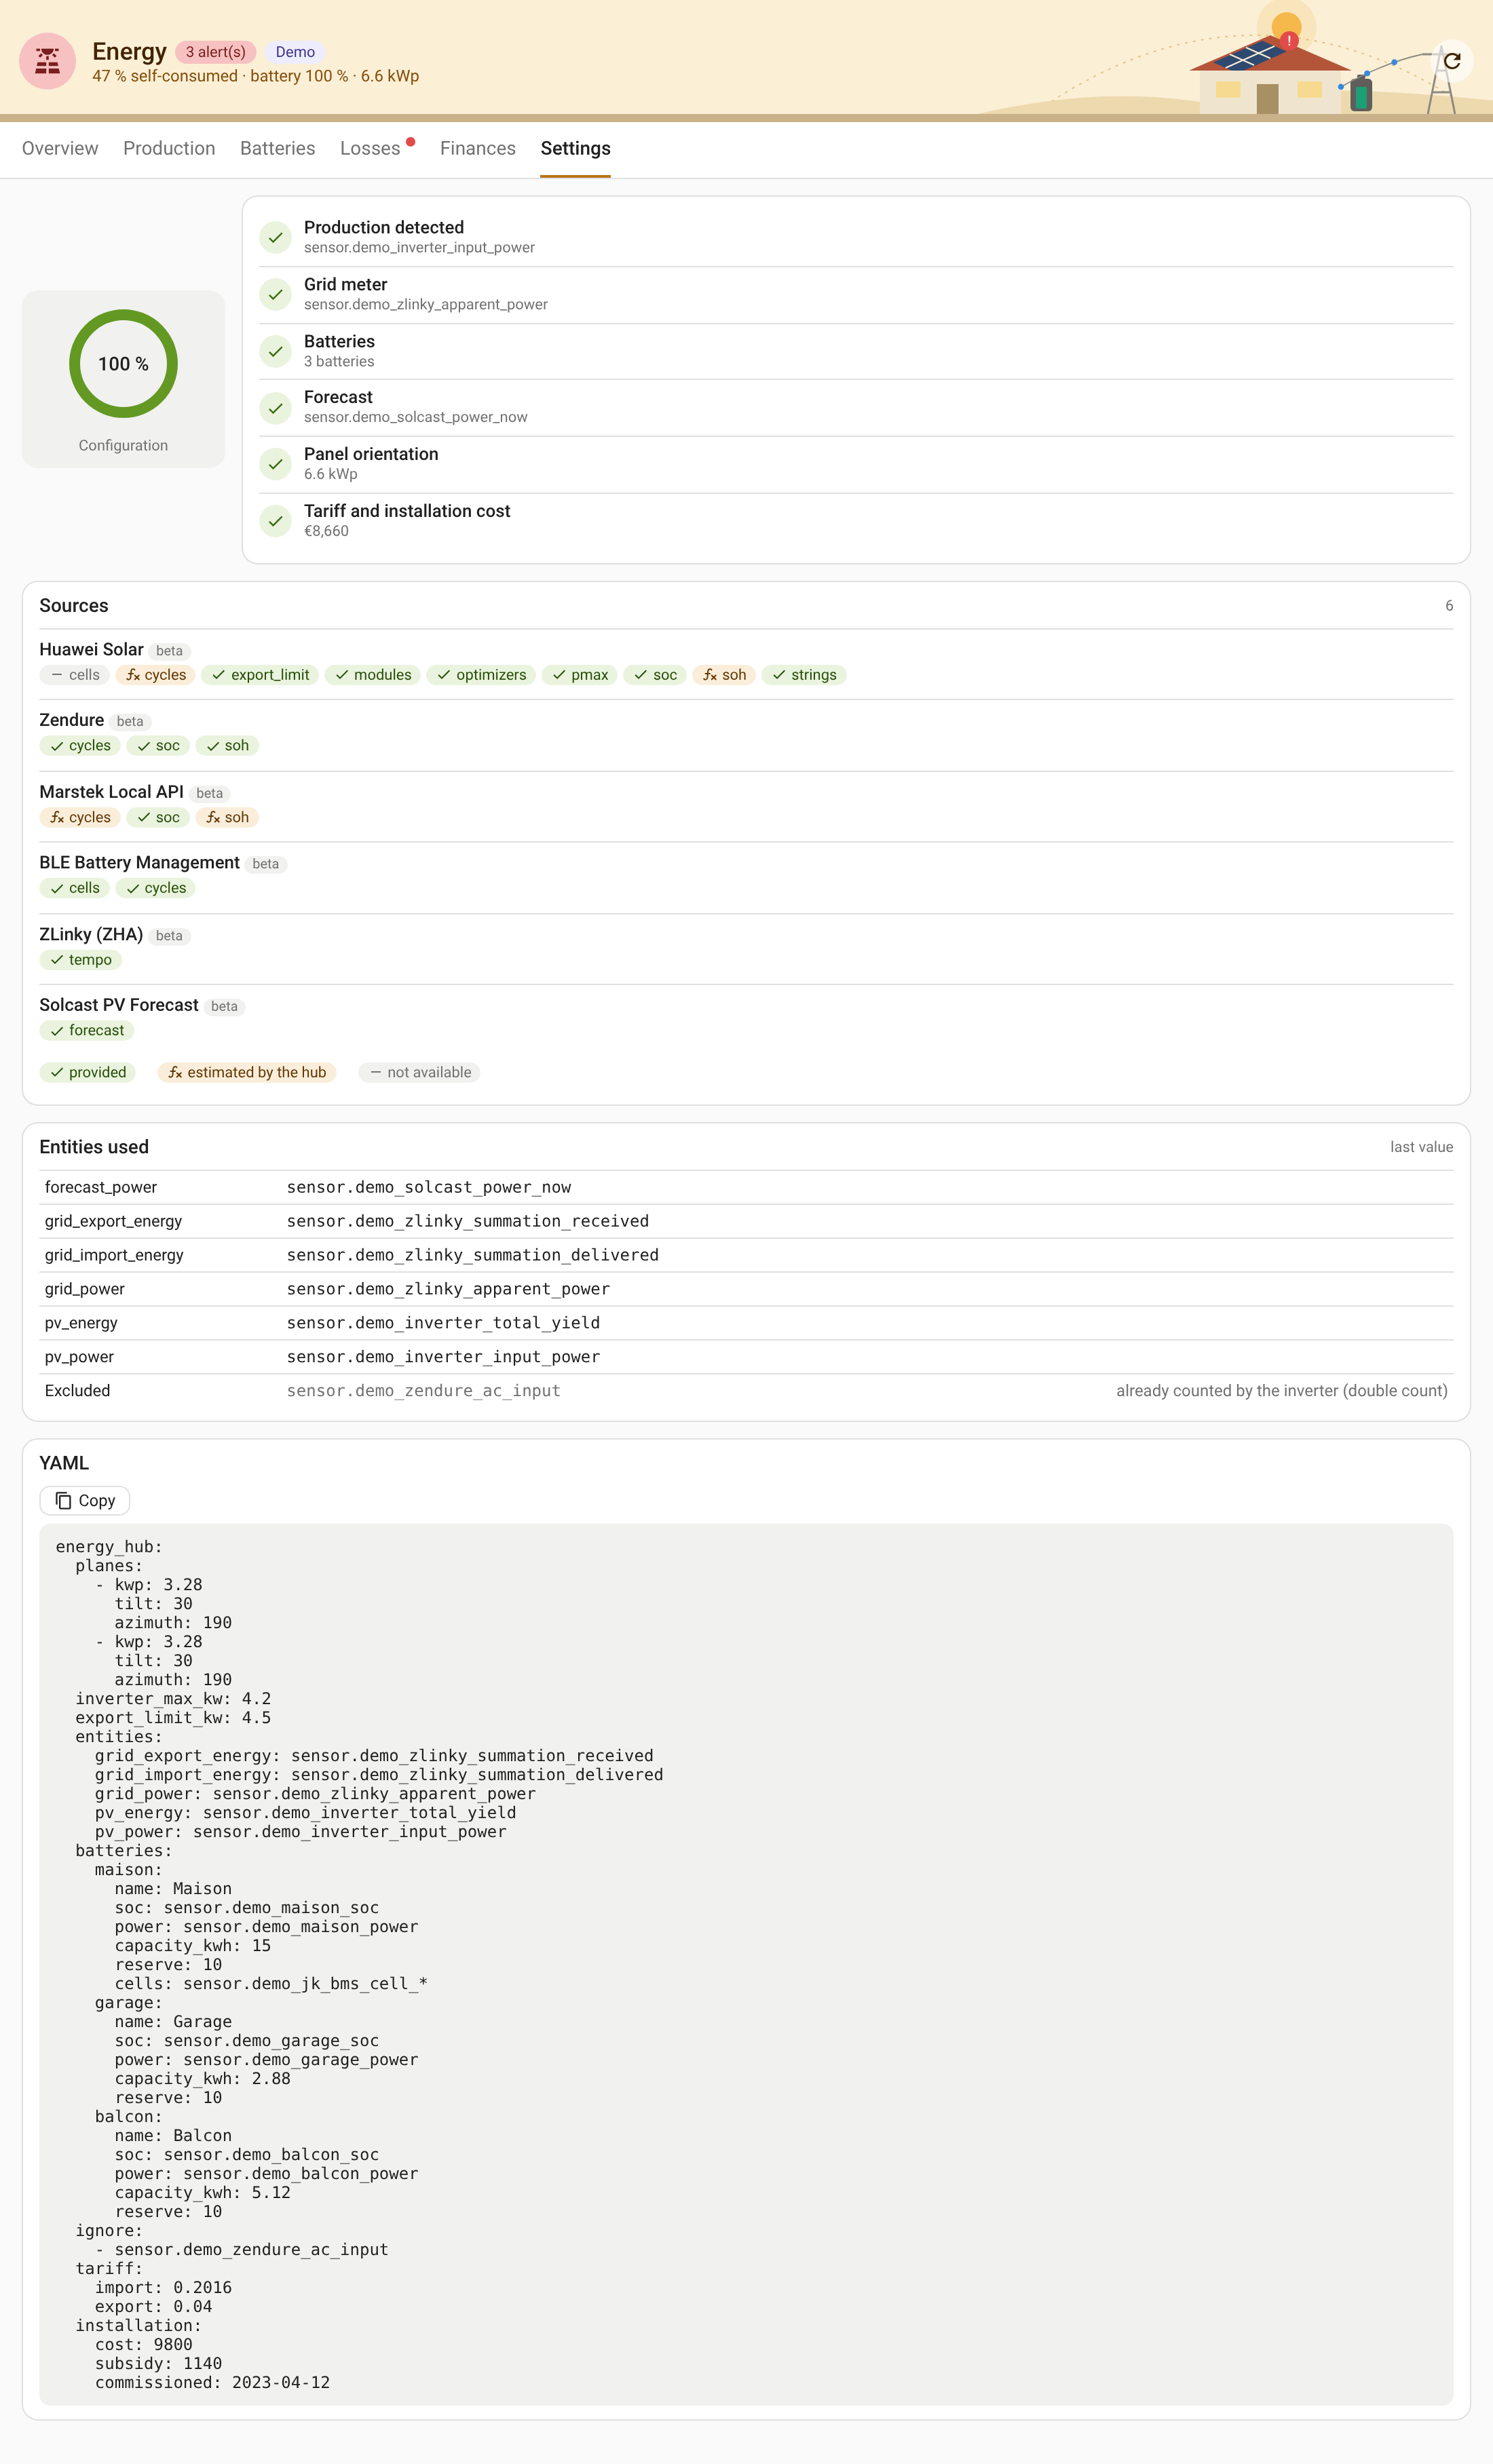 Energy 3 alert(s) Demo
47 % self-consumed · battery 100 % · 6.6 kWp
!
Overview Production Batteries Losses Finances Settings
100 %
Configuration
Production detected
sensor.demo_inverter_input_power
Grid meter
sensor.demo_zlinky_apparent_power
Batteries
3 batteries
Forecast
sensor.demo_solcast_power_now
Panel orientation
6.6 kWp
Tariff and installation cost
€8,660
Sources 6
Huawei Solar beta
cells cycles export_limit modules optimizers pmax soc soh strings
Zendure beta
cycles soc soh
Marstek Local API beta
cycles soc soh
BLE Battery Management beta
cells cycles
ZLinky (ZHA) beta
tempo
Solcast PV Forecast beta
forecast
provided estimated by the hub not available
Entities used last value
forecast_power sensor.demo_solcast_power_now
grid_export_energy sensor.demo_zlinky_summation_received
grid_import_energy sensor.demo_zlinky_summation_delivered
grid_power sensor.demo_zlinky_apparent_power
pv_energy sensor.demo_inverter_total_yield
pv_power sensor.demo_inverter_input_power
Excluded sensor.demo_zendure_ac_input already counted by the inverter (double count)
YAML
Copy
energy_hub:
  planes:
    - kwp: 3.28
      tilt: 30
      azimuth: 190
    - kwp: 3.28
      tilt: 30
      azimuth: 190
  inverter_max_kw: 4.2
  export_limit_kw: 4.5
  entities:
    grid_export_energy: sensor.demo_zlinky_summation_received
    grid_import_energy: sensor.demo_zlinky_summation_delivered
    grid_power: sensor.demo_zlinky_apparent_power
    pv_energy: sensor.demo_inverter_total_yield
    pv_power: sensor.demo_inverter_input_power
  batteries:
    maison:
      name: Maison
      soc: sensor.demo_maison_soc
      power: sensor.demo_maison_power
      capacity_kwh: 15
      reserve: 10
      cells: sensor.demo_jk_bms_cell_*
    garage:
      name: Garage
      soc: sensor.demo_garage_soc
      power: sensor.demo_garage_power
      capacity_kwh: 2.88
      reserve: 10
    balcon:
      name: Balcon
      soc: sensor.demo_balcon_soc
      power: sensor.demo_balcon_power
      capacity_kwh: 5.12
      reserve: 10
  ignore:
    - sensor.demo_zendure_ac_input
  tariff:
    import: 0.2016
    export: 0.04
  installation:
    cost: 9800
    subsidy: 1140
    commissioned: 2023-04-12